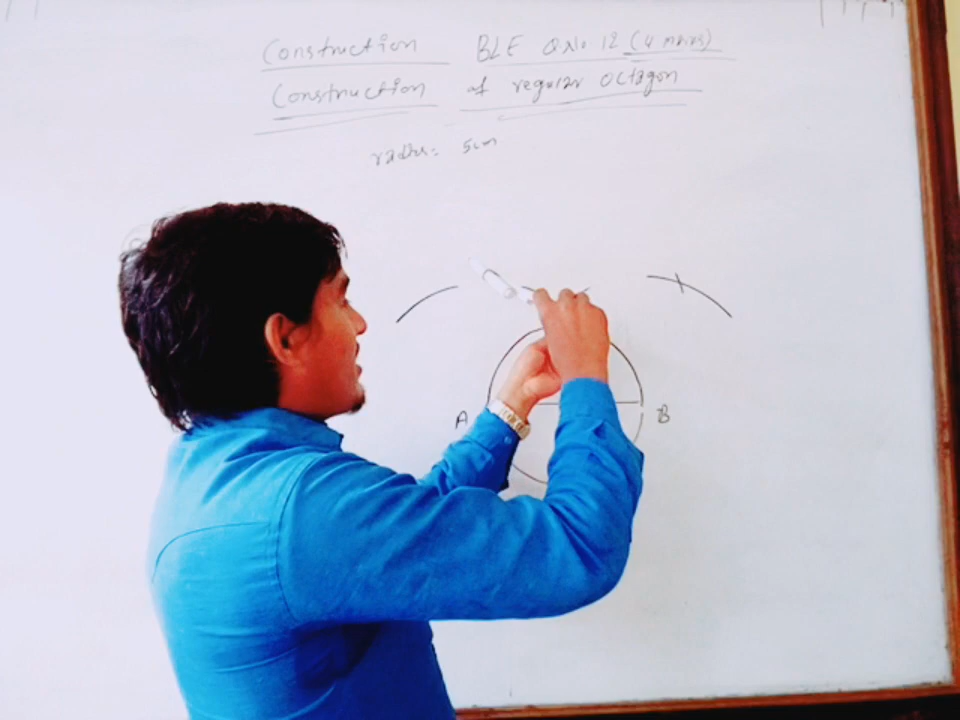 Construction BLE Q.No 12 (4 marks)
Construction of regular Octagon
radius = 5cm
A B